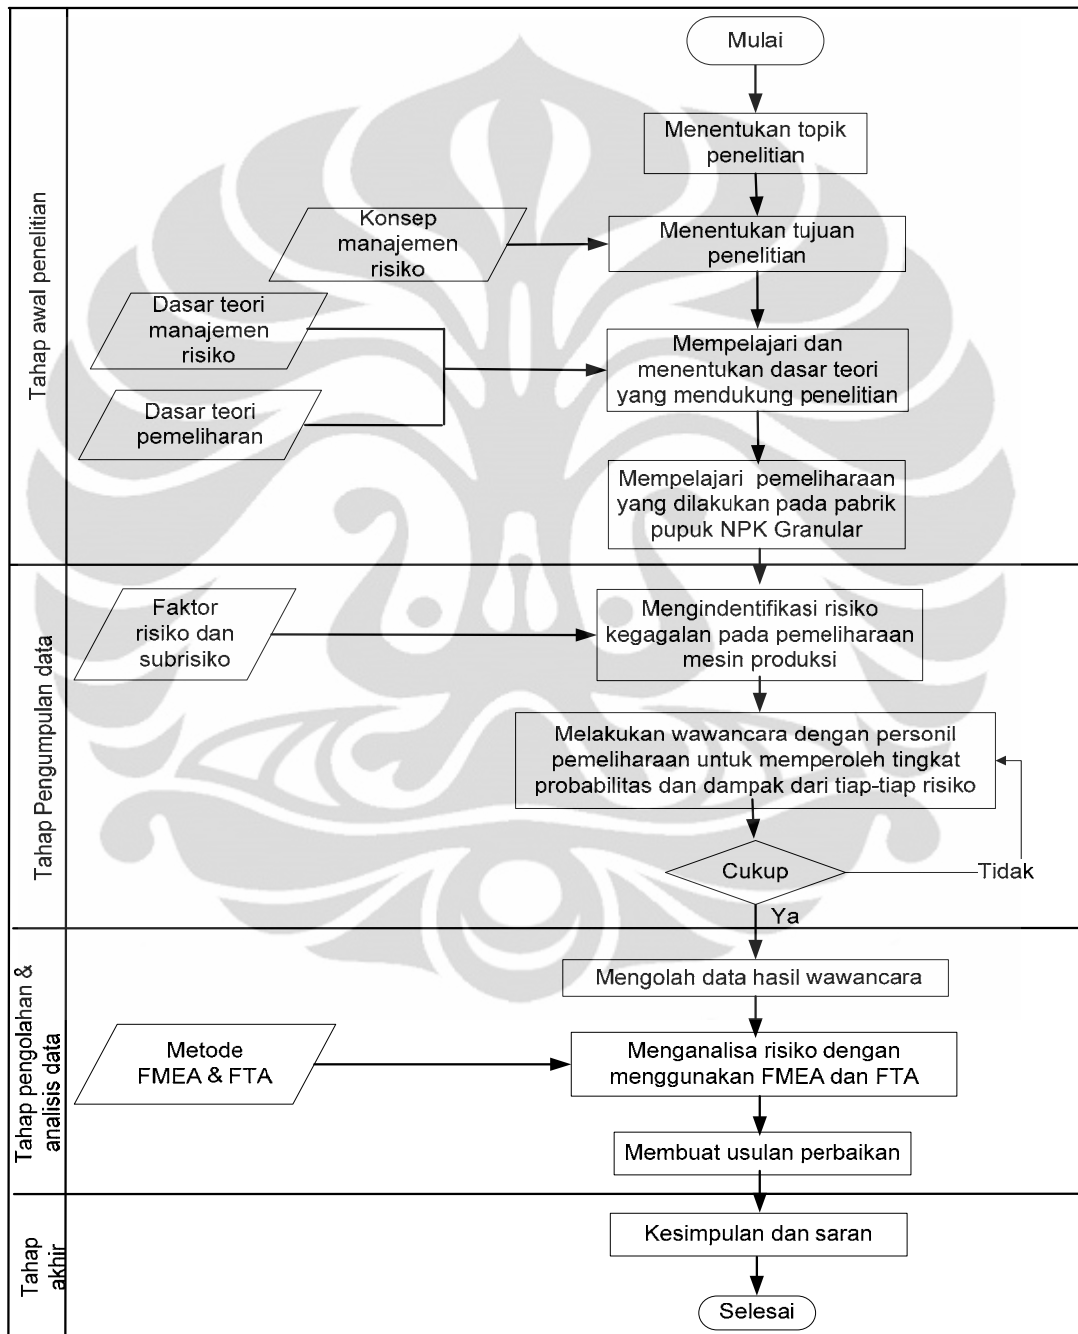 Tahap awal penelitian
Mulai
Menentukan topik
penelitian
Konsep
manajemen
risiko
Menentukan tujuan
penelitian
Dasar teori
manajemen
risiko
Dasar teori
pemeliharan
Mempelajari dan
menentukan dasar teori
yang mendukung penelitian
Mempelajari pemeliharaan
yang dilakukan pada pabrik
pupuk NPK Granular
Tahap Pengumpulan data
Faktor
risiko dan
subrisiko
Mengindentifikasi risiko
kegagalan pada pemeliharaan
mesin produksi
Melakukan wawancara dengan personil
pemeliharaan untuk memperoleh tingkat
probabilitas dan dampak dari tiap-tiap risiko
Cukup
Tidak
Ya
Tahap pengolahan &
analisis data
Mengolah data hasil wawancara
Metode
FMEA & FTA
Menganalisa risiko dengan
menggunakan FMEA dan FTA
Membuat usulan perbaikan
Tahap
akhir
Kesimpulan dan saran
Selesai